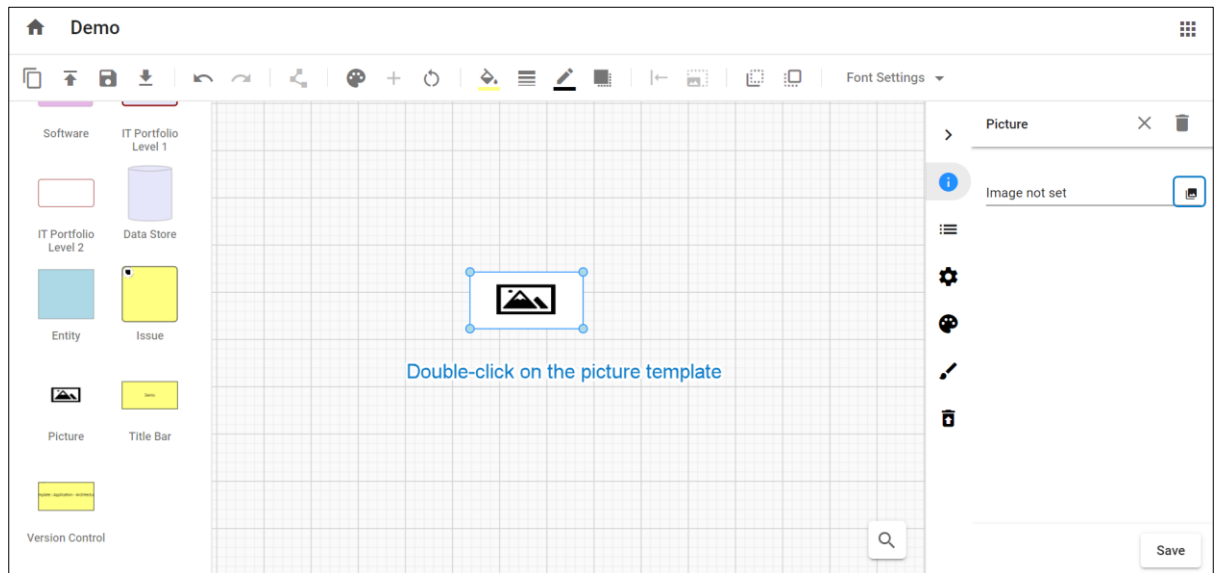 Demo
Font Settings
Software
IT Portfolio
Level 1
IT Portfolio
Level 2
Data Store
Entity
Issue
Picture
Demo
Title Bar
Version Control
Double-click on the picture template
Picture
Image not set
Save